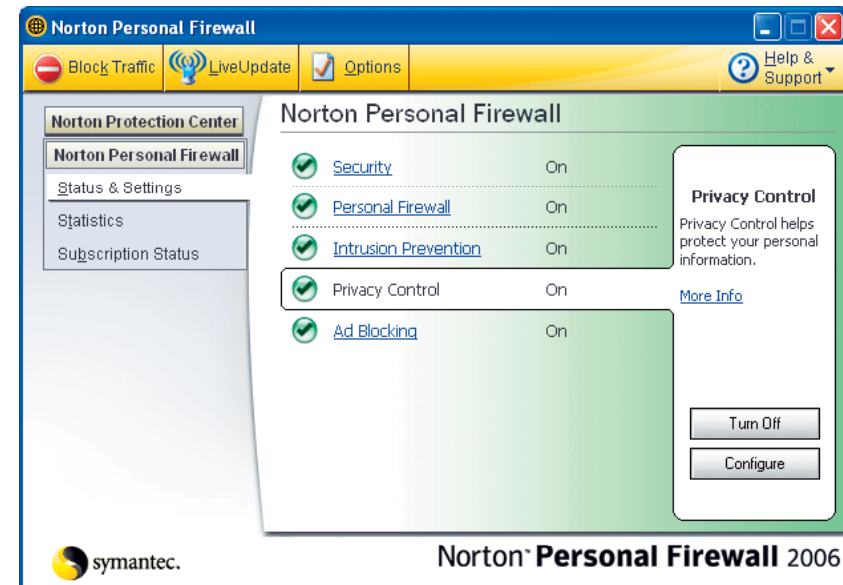 Norton Personal Firewall
Block Traffic
LiveUpdate
Options
Help &
Support
Norton Protection Center
Norton Personal Firewall
Status & Settings
Statistics
Subscription Status
Norton Personal Firewall
Security On
Personal Firewall On
Intrusion Prevention On
Privacy Control On
Ad Blocking On
Privacy Control
Privacy Control helps
protect your personal
information.
More Info
Turn Off
Configure
symantec.
Norton™ Personal Firewall 2006